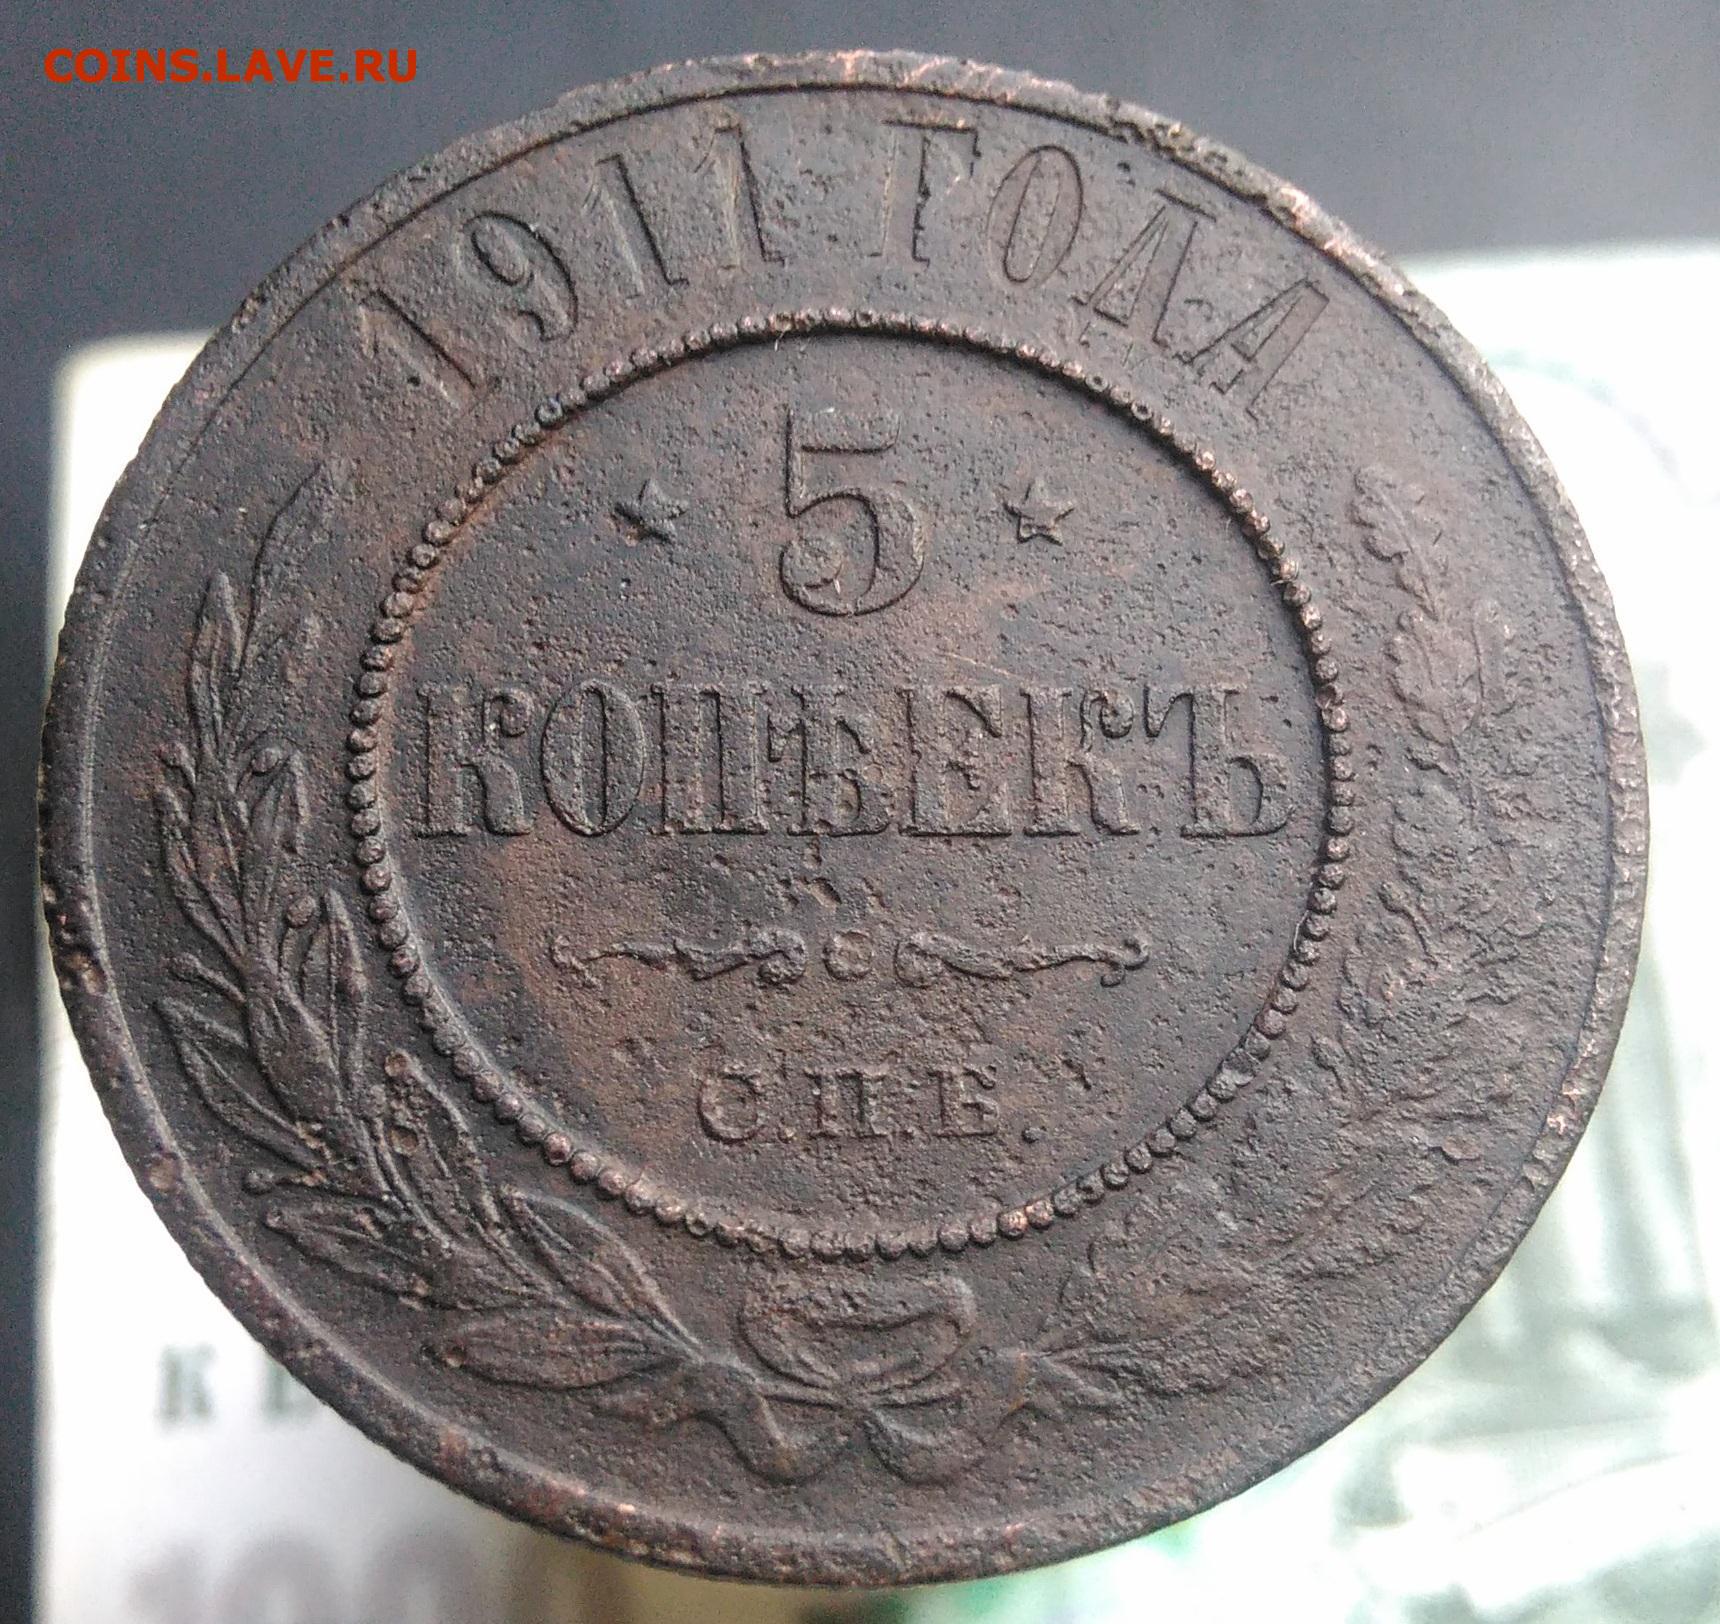 COINS.LAVE.RU
1911 ГОДА
5
КОПѢЕКЪ
С.П.Б.